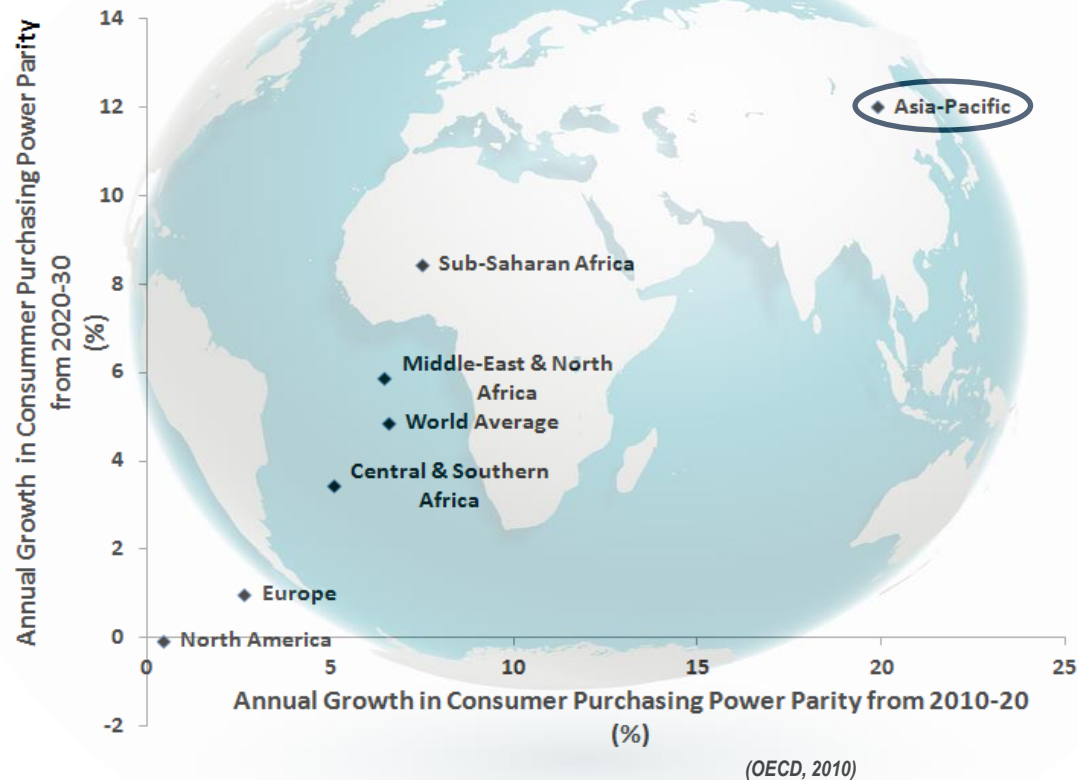 Annual Growth in Consummer Purchasing Power Parity
from 2020-30
(%)
14
12
10
8
6
4
2
0
-2
Asia-Pacific
Sub-Saharan Africa
Middle-East & North
Africa
World Average
Central & Southern
Africa
Europe
North America
0 5 10 15 20 25
Annual Growth in Consumer Purchasing Power Parity from 2010-20
(%)
(OECD, 2010)